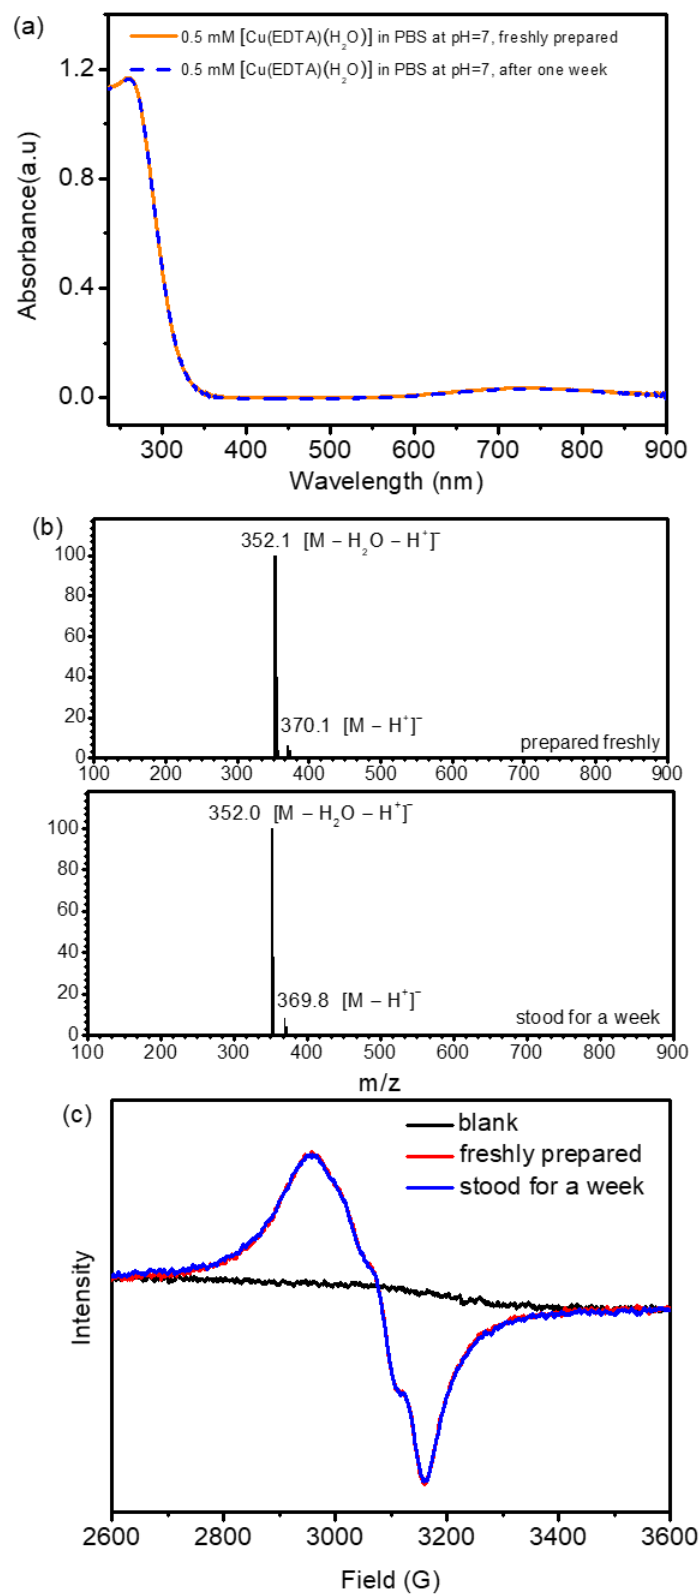 (a)
0.5 mM [Cu(EDTA)(H₂O)] in PBS at pH=7, freshly prepared
0.5 mM [Cu(EDTA)(H₂O)] in PBS at pH=7, after one week
1.2
0.8
0.4
0.0
Absorbance(a.u)
300 400 500 600 700 800 900
Wavelength (nm)
(b)
352.1 [M – H₂O – H⁺]⁻
100
80
60
40
20
0
370.1 [M – H⁺]⁻
prepared freshly
100 200 300 400 500 600 700 800 900
352.0 [M – H₂O – H⁺]⁻
100
80
60
40
20
0
369.8 [M – H⁺]⁻
stood for a week
100 200 300 400 500 600 700 800 900
m/z
(c)
blank
freshly prepared
stood for a week
Intensity
2600 2800 3000 3200 3400 3600
Field (G)